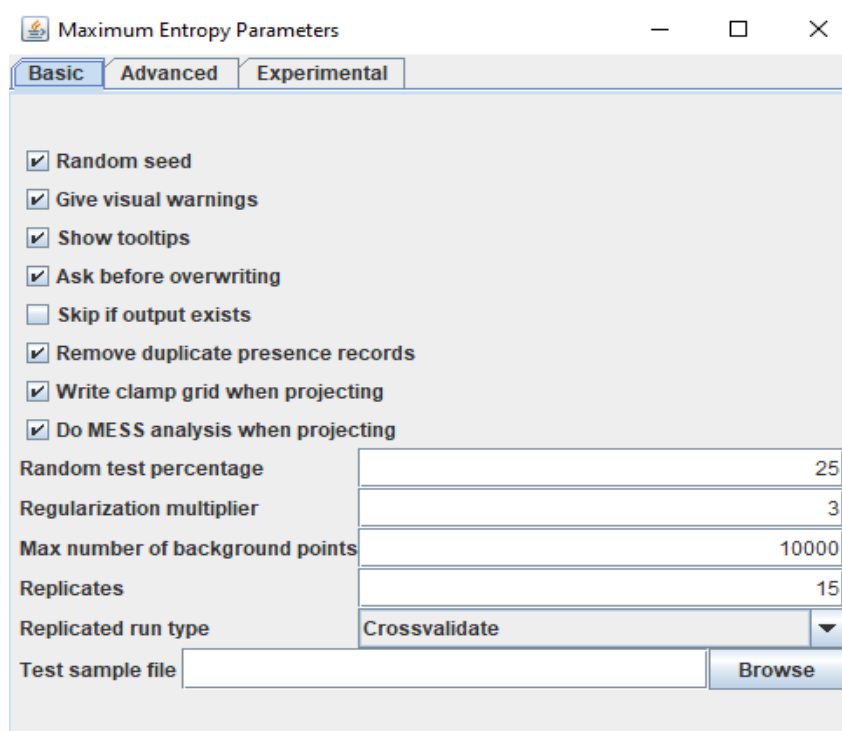 Maximum Entropy Parameters
Basic Advanced Experimental
Random seed
Give visual warnings
Show tooltips
Ask before overwriting
Skip if output exists
Remove duplicate presence records
Write clamp grid when projecting
Do MESS analysis when projecting
Random test percentage 25
Regularization multiplier 3
Max number of background points 10000
Replicates 15
Replicated run type Crossvalidate
Test sample file Browse